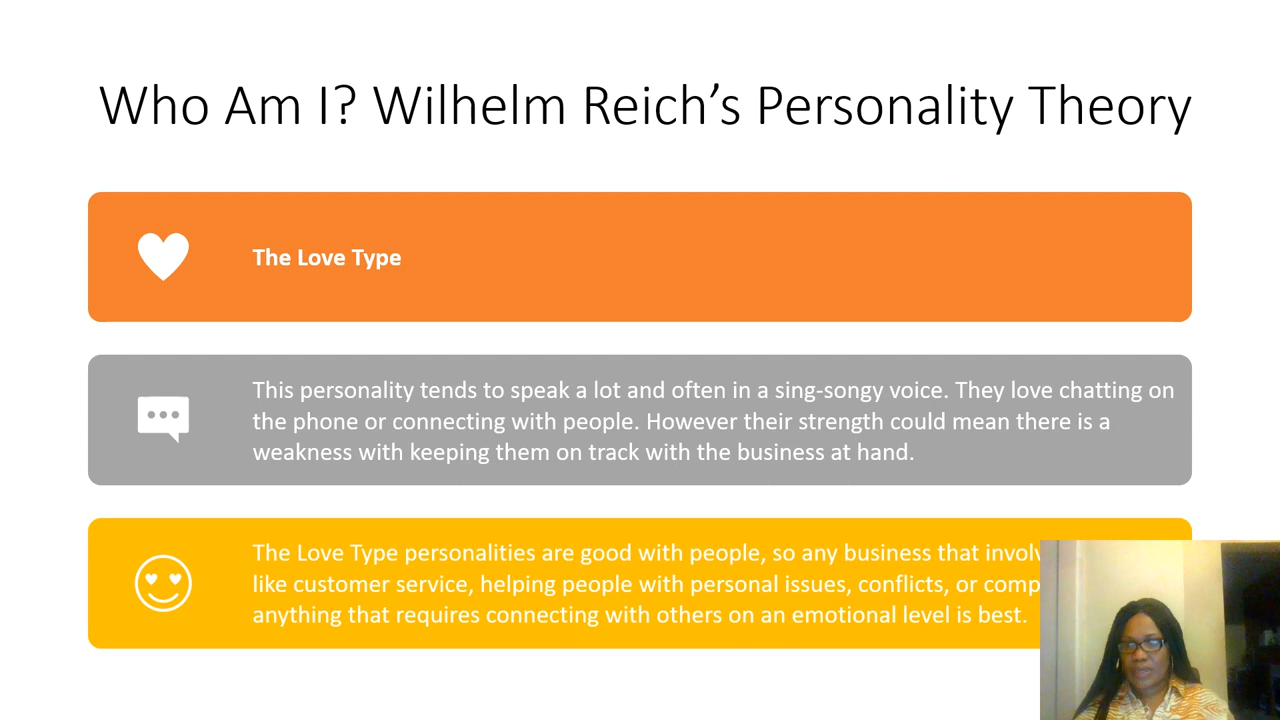 Who Am I? Wilhelm Reich’s Personality Theory
The Love Type
This personality tends to speak a lot and often in a sing-songy voice. They love chatting on
the phone or connecting with people. However their strength could mean there is a
weakness with keeping them on track with the business at hand.
The Love Type personalities are good with people, so any business that
like customer service, helping people with personal issues, conflicts, or
anything that requires connecting with others on an emotional level is best.